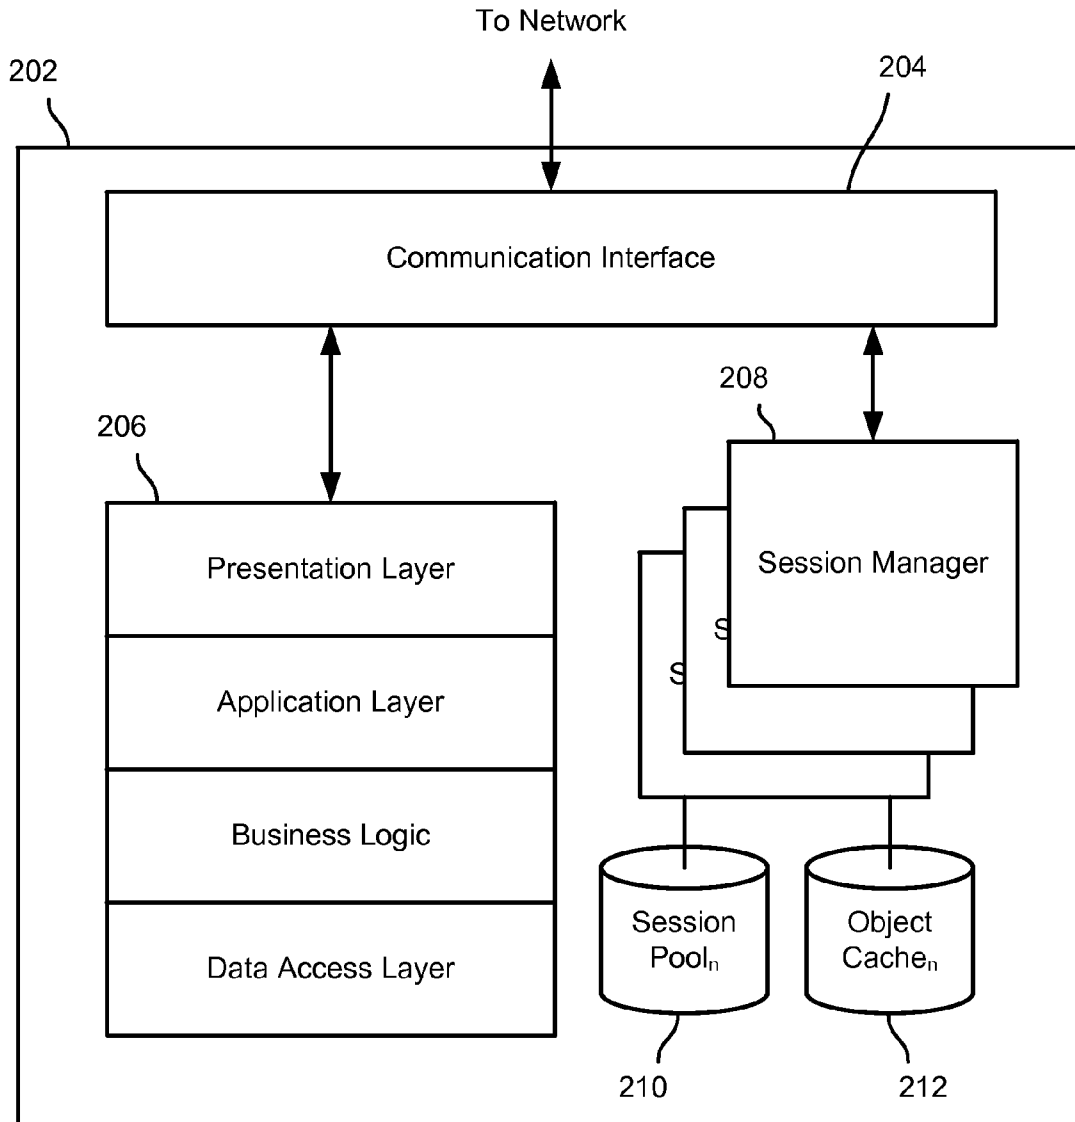 To Network
202
204
Communication Interface
206
208
Presentation Layer
Application Layer
Business Logic
Data Access Layer
Session Manager
S
S
Session
Poolₙ
Object
Cacheₙ
210
212